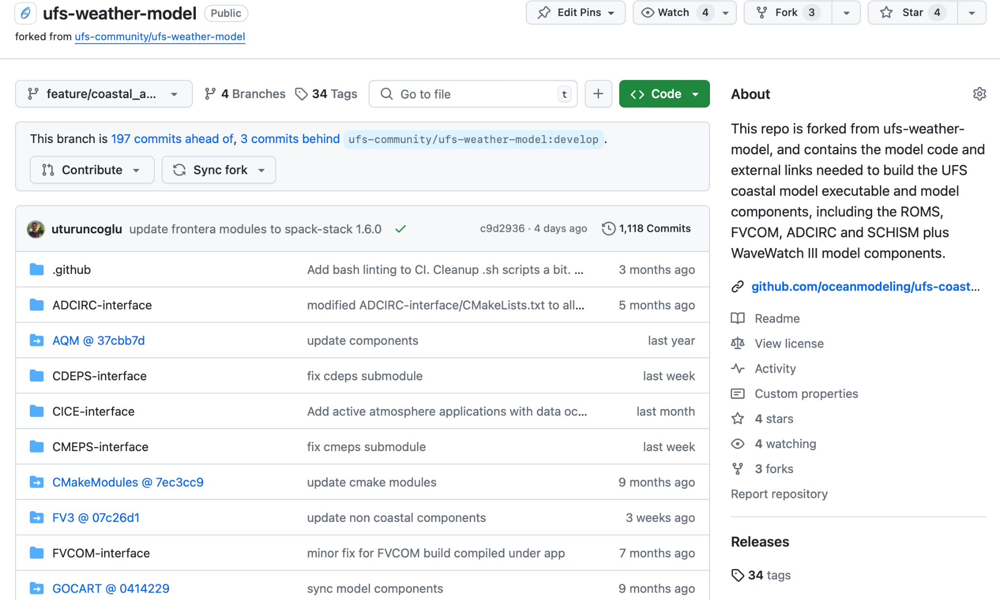 ufs-weather-model Public
Edit Pins Watch 4 Fork 3 Star 4
forked from ufs-community/ufs-weather-model
feature/coastal_a... 4 Branches 34 Tags Go to file t + <> Code
This branch is 197 commits ahead of, 3 commits behind ufs-community/ufs-weather-model:develop .
Contribute Sync fork
uturuncoglu update frontera modules to spack-stack 1.6.0 c9d2936 · 4 days ago 1,118 Commits
.github Add bash linting to CI. Cleanup .sh scripts a bit. ... 3 months ago
ADCIRC-interface modified ADCIRC-interface/CMakeLists.txt to all... 5 months ago
AQM @ 37cbb7d update components last year
CDEPS-interface fix cdeps submodule last week
CICE-interface Add active atmosphere applications with data oc... last month
CMEPS-interface fix cmeps submodule last week
CMakeModules @ 7ec3cc9 update cmake modules 9 months ago
FV3 @ 07c26d1 update non coastal components 3 weeks ago
FVCOM-interface minor fix for FVCOM build compiled under app 7 months ago
GOCART @ 0414229 sync model components 9 months ago
About
This repo is forked from ufs-weather-
model, and contains the model code and
external links needed to build the UFS
coastal model executable and model
components, including the ROMS,
FVCOM, ADCIRC and SCHISM plus
WaveWatch III model components.
github.com/oceanmodeling/ufs-coast...
Readme
View license
Activity
Custom properties
4 stars
4 watching
3 forks
Report repository
Releases
34 tags